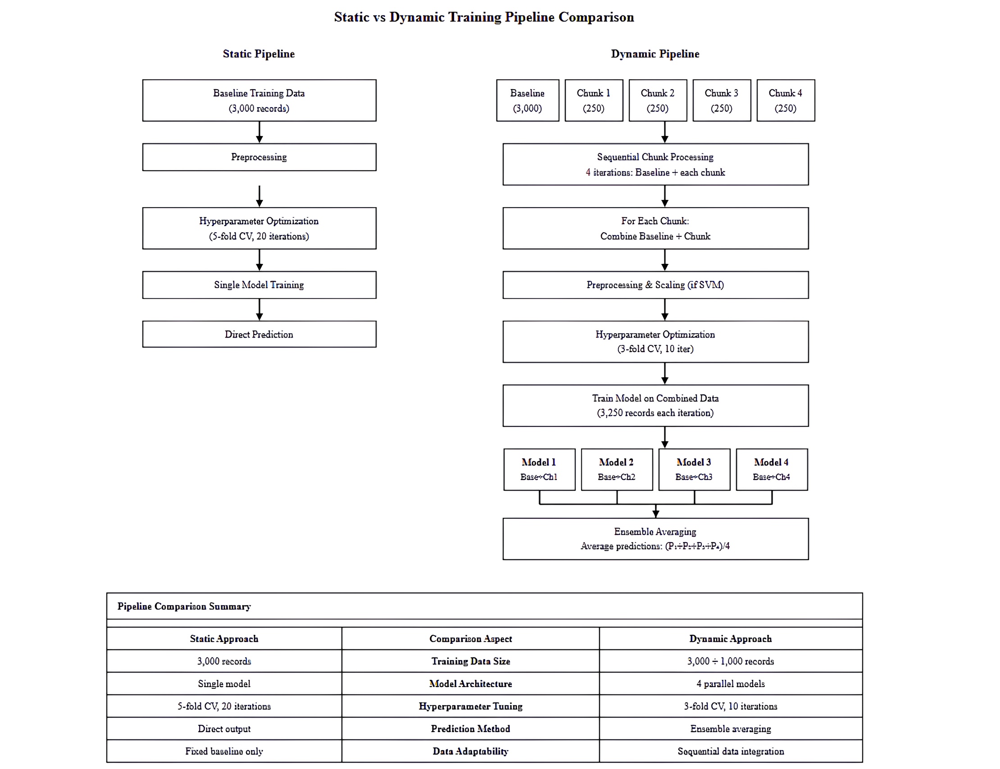 Static vs Dynamic Training Pipeline Comparison
Static Pipeline
Baseline Training Data
(3,000 records)
Preprocessing
Hyperparameter Optimization
(5-fold CV, 20 iterations)
Single Model Training
Direct Prediction
Dynamic Pipeline
Baseline
(3,000)
Chunk 1
(250)
Chunk 2
(250)
Chunk 3
(250)
Chunk 4
(250)
Sequential Chunk Processing
4 iterations: Baseline + each chunk
For Each Chunk:
Combine Baseline + Chunk
Preprocessing & Scaling (if SVM)
Hyperparameter Optimization
(3-fold CV, 10 iter)
Train Model on Combined Data
(3,250 records each iteration)
Model 1
Base+Ch1
Model 2
Base+Ch2
Model 3
Base+Ch3
Model 4
Base+Ch4
Ensemble Averaging
Average predictions: (P₁+P₂+P₃+P₄)/4
Pipeline Comparison Summary
Static Approach Comparison Aspect Dynamic Approach
3,000 records Training Data Size 3,000 + 1,000 records
Single model Model Architecture 4 parallel models
5-fold CV, 20 iterations Hyperparameter Tuning 3-fold CV, 10 iterations
Direct output Prediction Method Ensemble averaging
Fixed baseline only Data Adaptability Sequential data integration